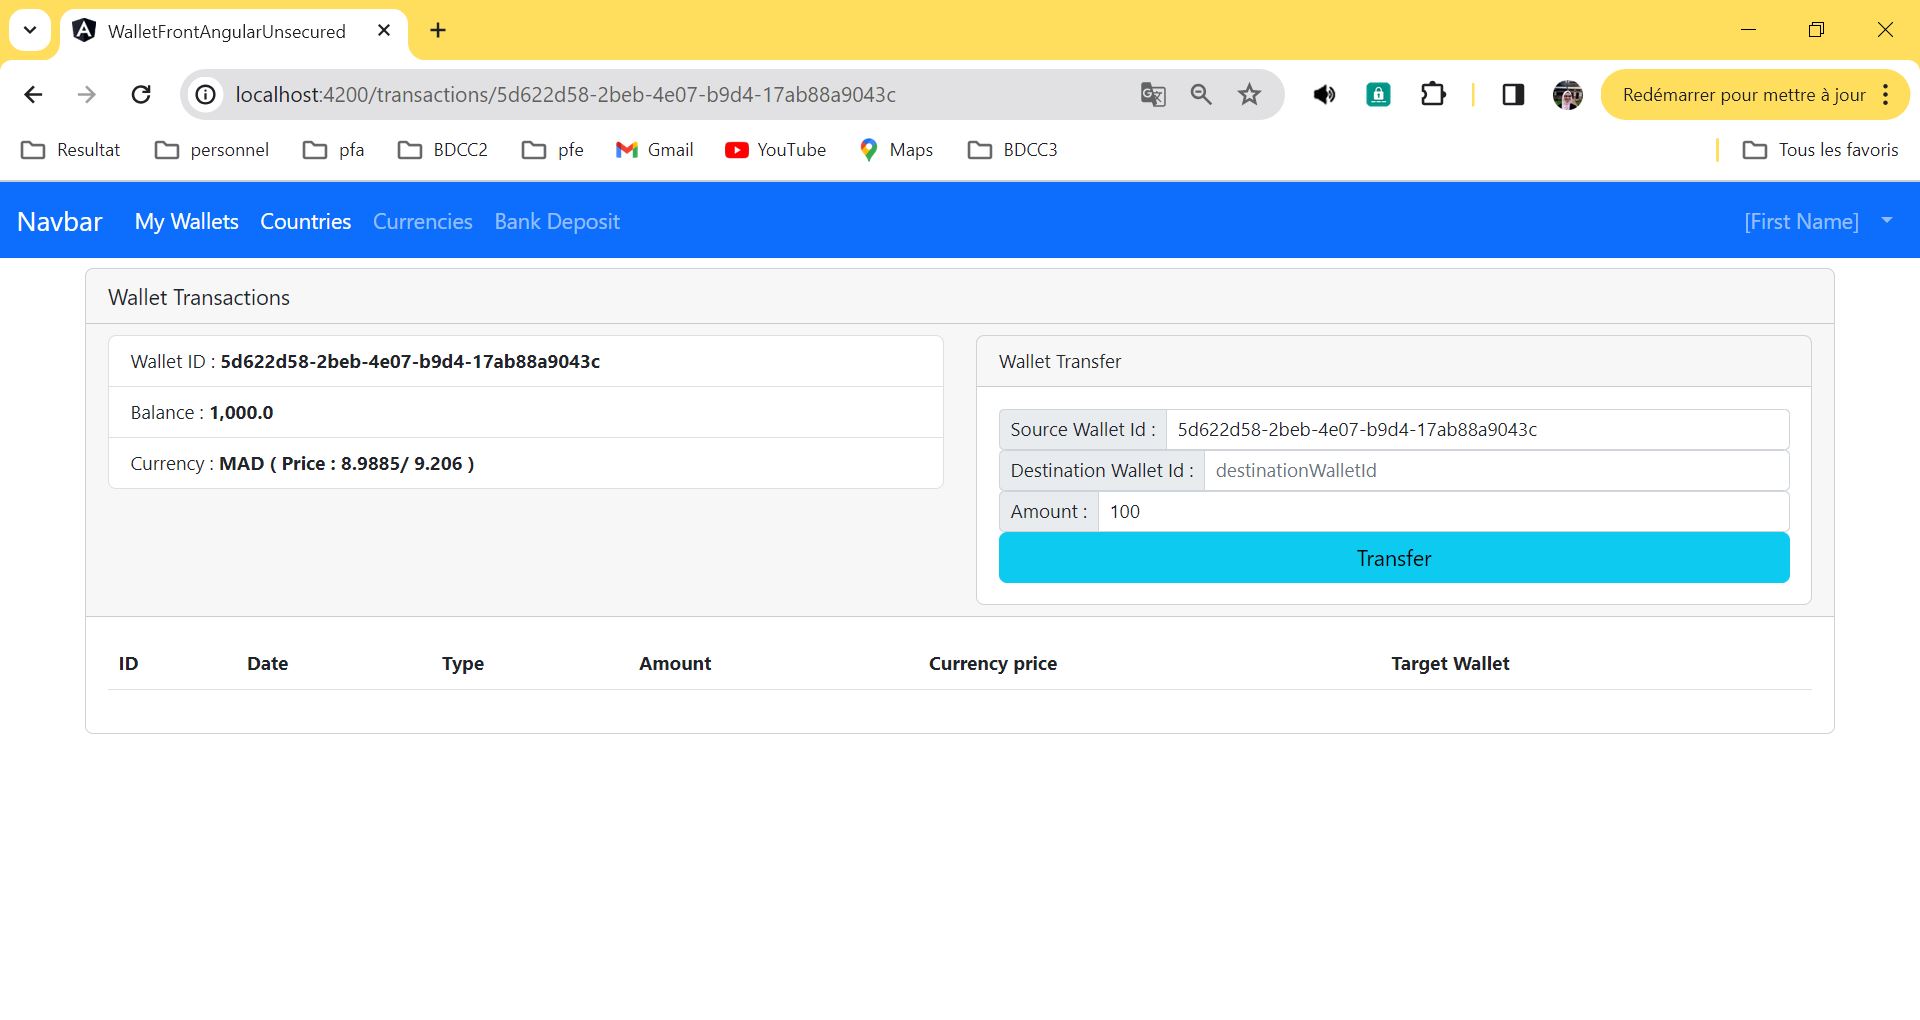 WalletFrontAngularUnsecured
localhost:4200/transactions/5d622d58-2beb-4e07-b9d4-17ab88a9043c
Redémarrer pour mettre à jour
Resultat personnel pfa BDCC2 pfe Gmail YouTube Maps BDCC3 Tous les favoris
Navbar My Wallets Countries Currencies Bank Deposit [First Name]
Wallet Transactions
Wallet ID : 5d622d58-2beb-4e07-b9d4-17ab88a9043c
Balance : 1,000.0
Currency : MAD ( Price : 8.9885/ 9.206 )
Wallet Transfer
Source Wallet Id : 5d622d58-2beb-4e07-b9d4-17ab88a9043c
Destination Wallet Id : destinationWalletId
Amount : 100
Transfer
ID Date Type Amount Currency price Target Wallet